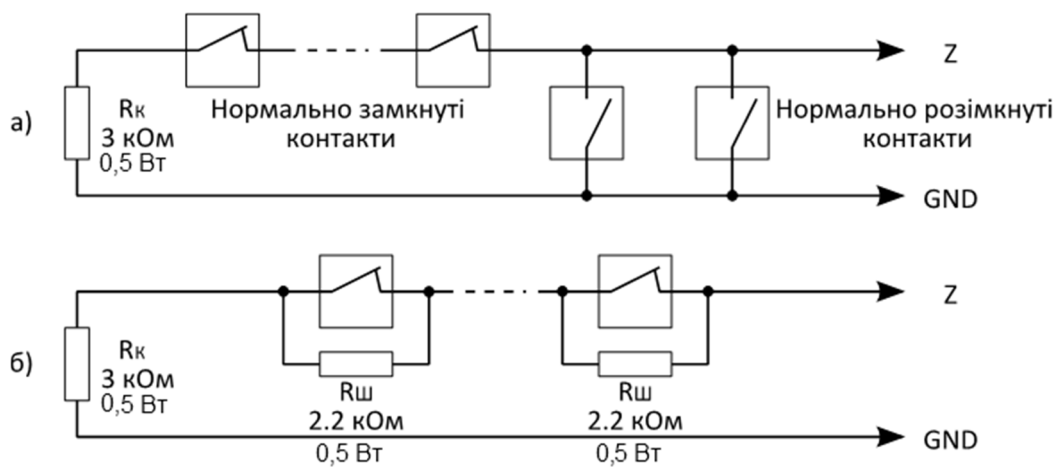 Z
а)
Rк
3 кОм
0,5 Вт
Нормально замкнуті
контакти
Нормально розімкнуті
контакти
GND
Z
б)
Rк
3 кОм
0,5 Вт
Rш
2.2 кОм
0,5 Вт
Rш
2.2 кОм
0,5 Вт
GND